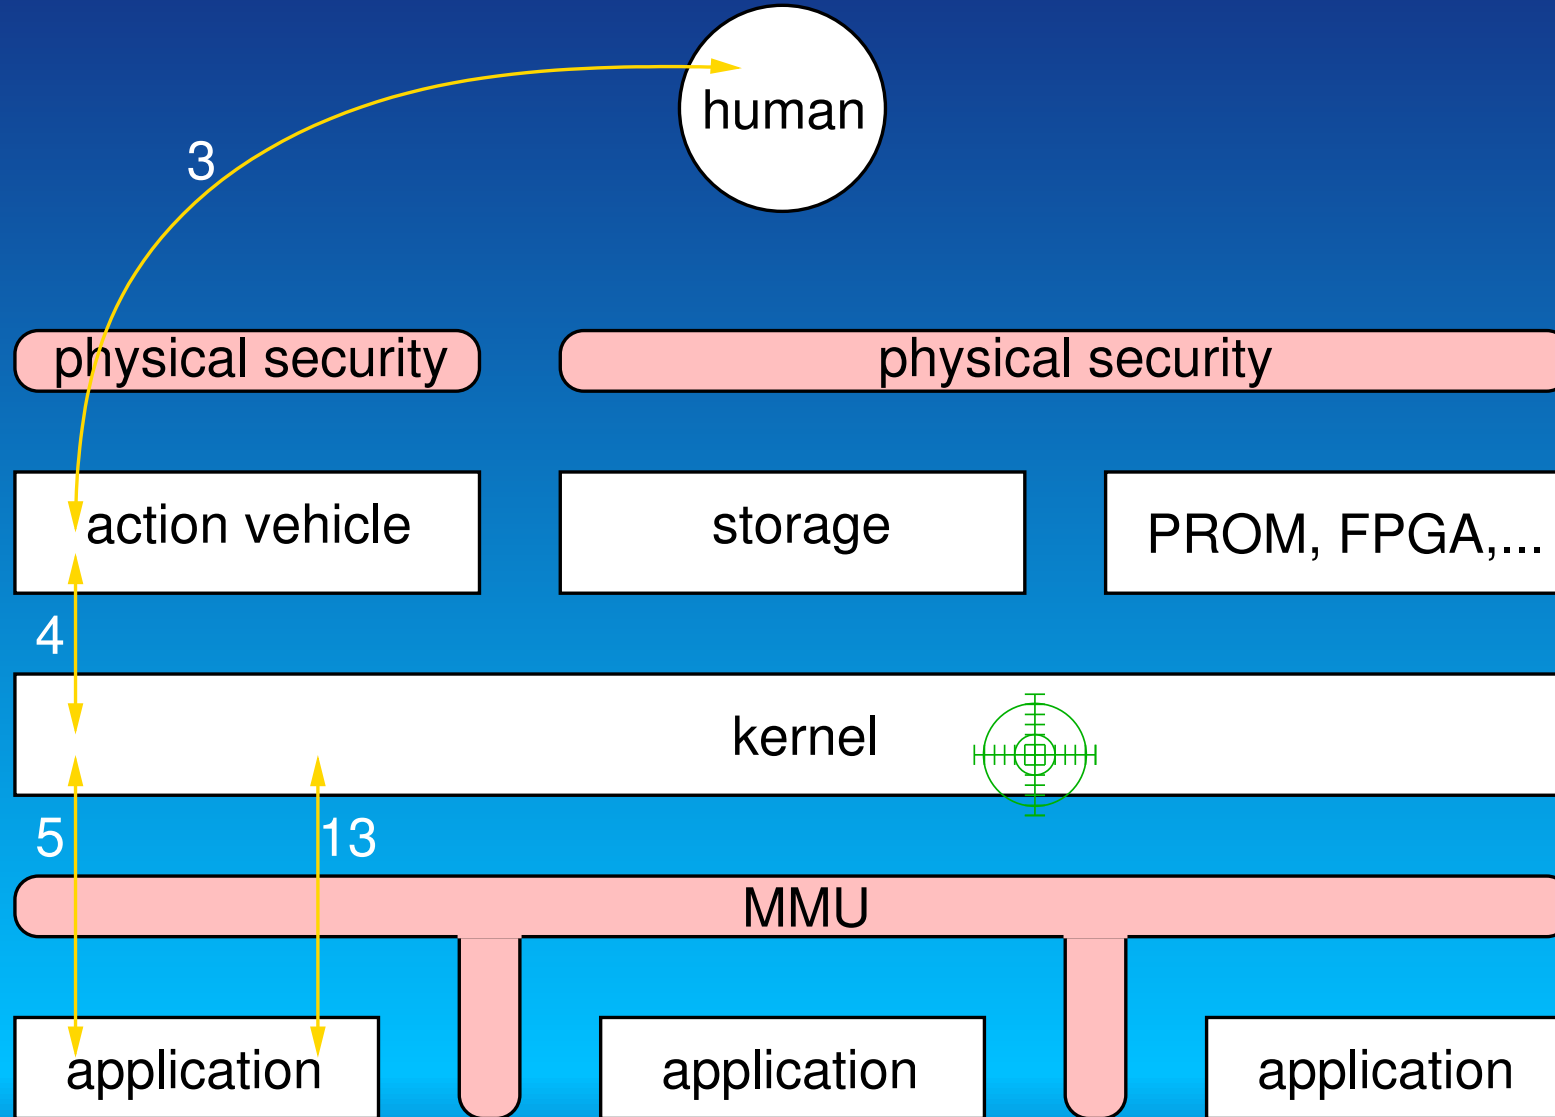 human
3
physical security
physical security
action vehicle
storage
PROM, FPGA,...
4
kernel
5
13
MMU
application
application
application